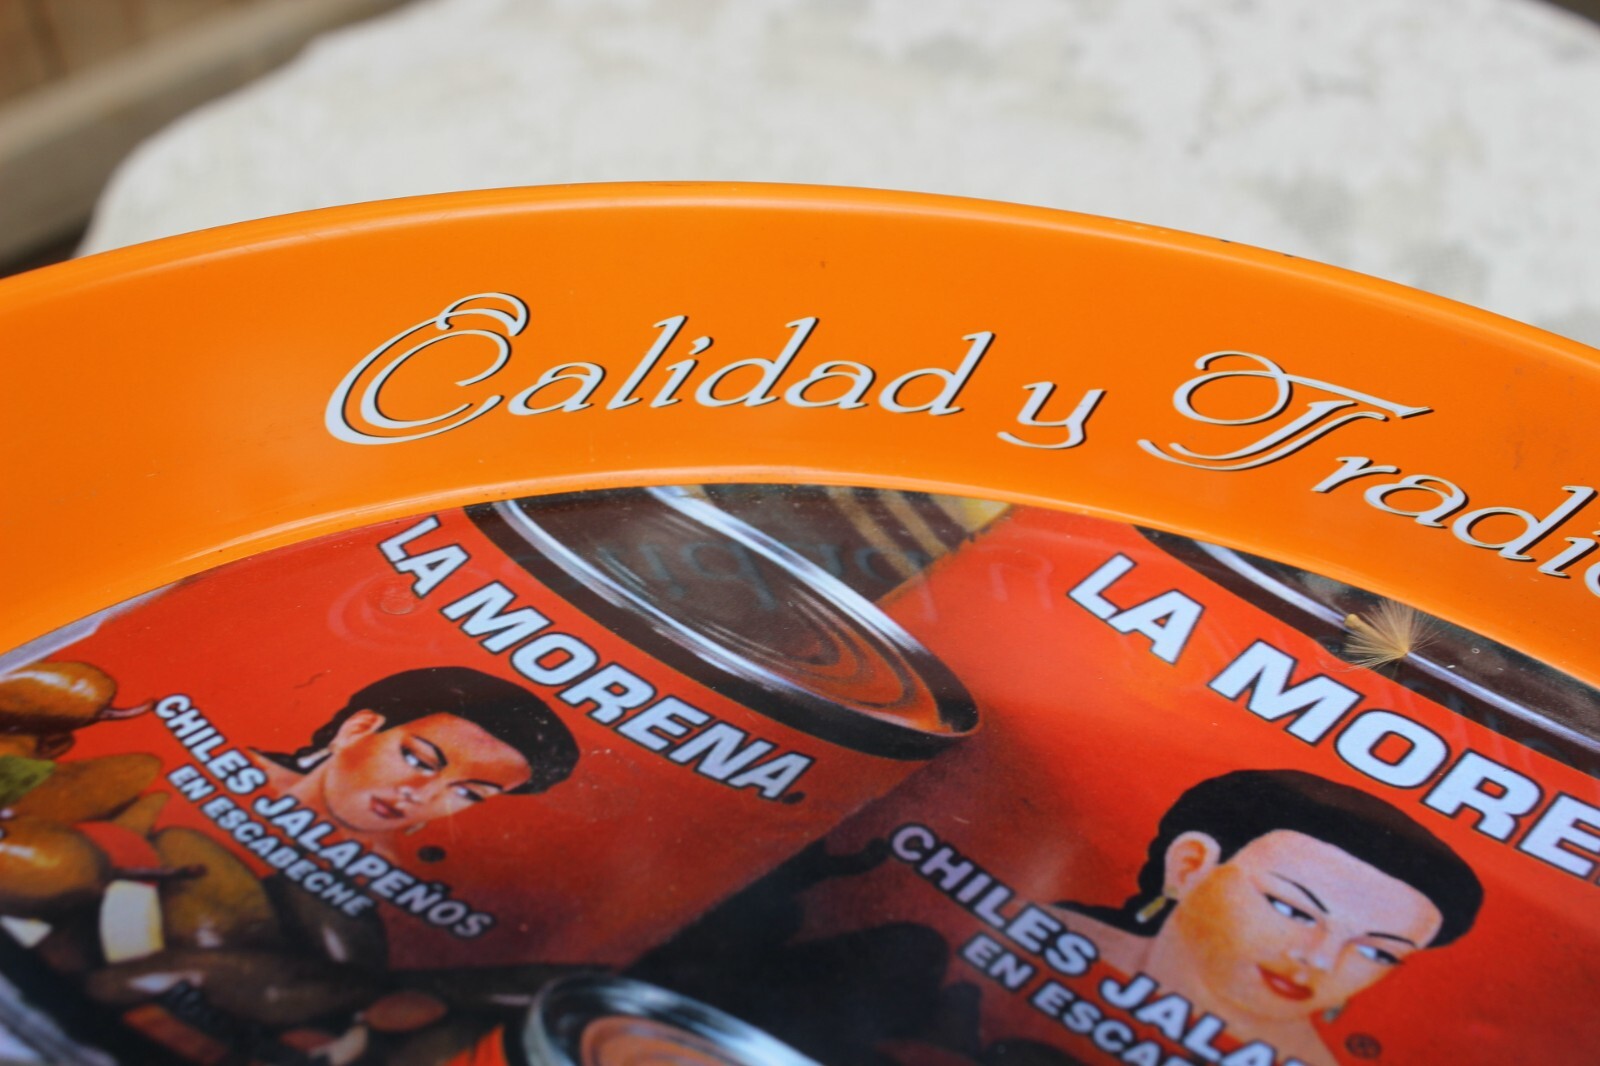 Calidad y Tradi
LA MORENA
CHILES JALAPEÑOS
EN ESCABECHE
LA MORE
CHILES JALA
EN ESCA